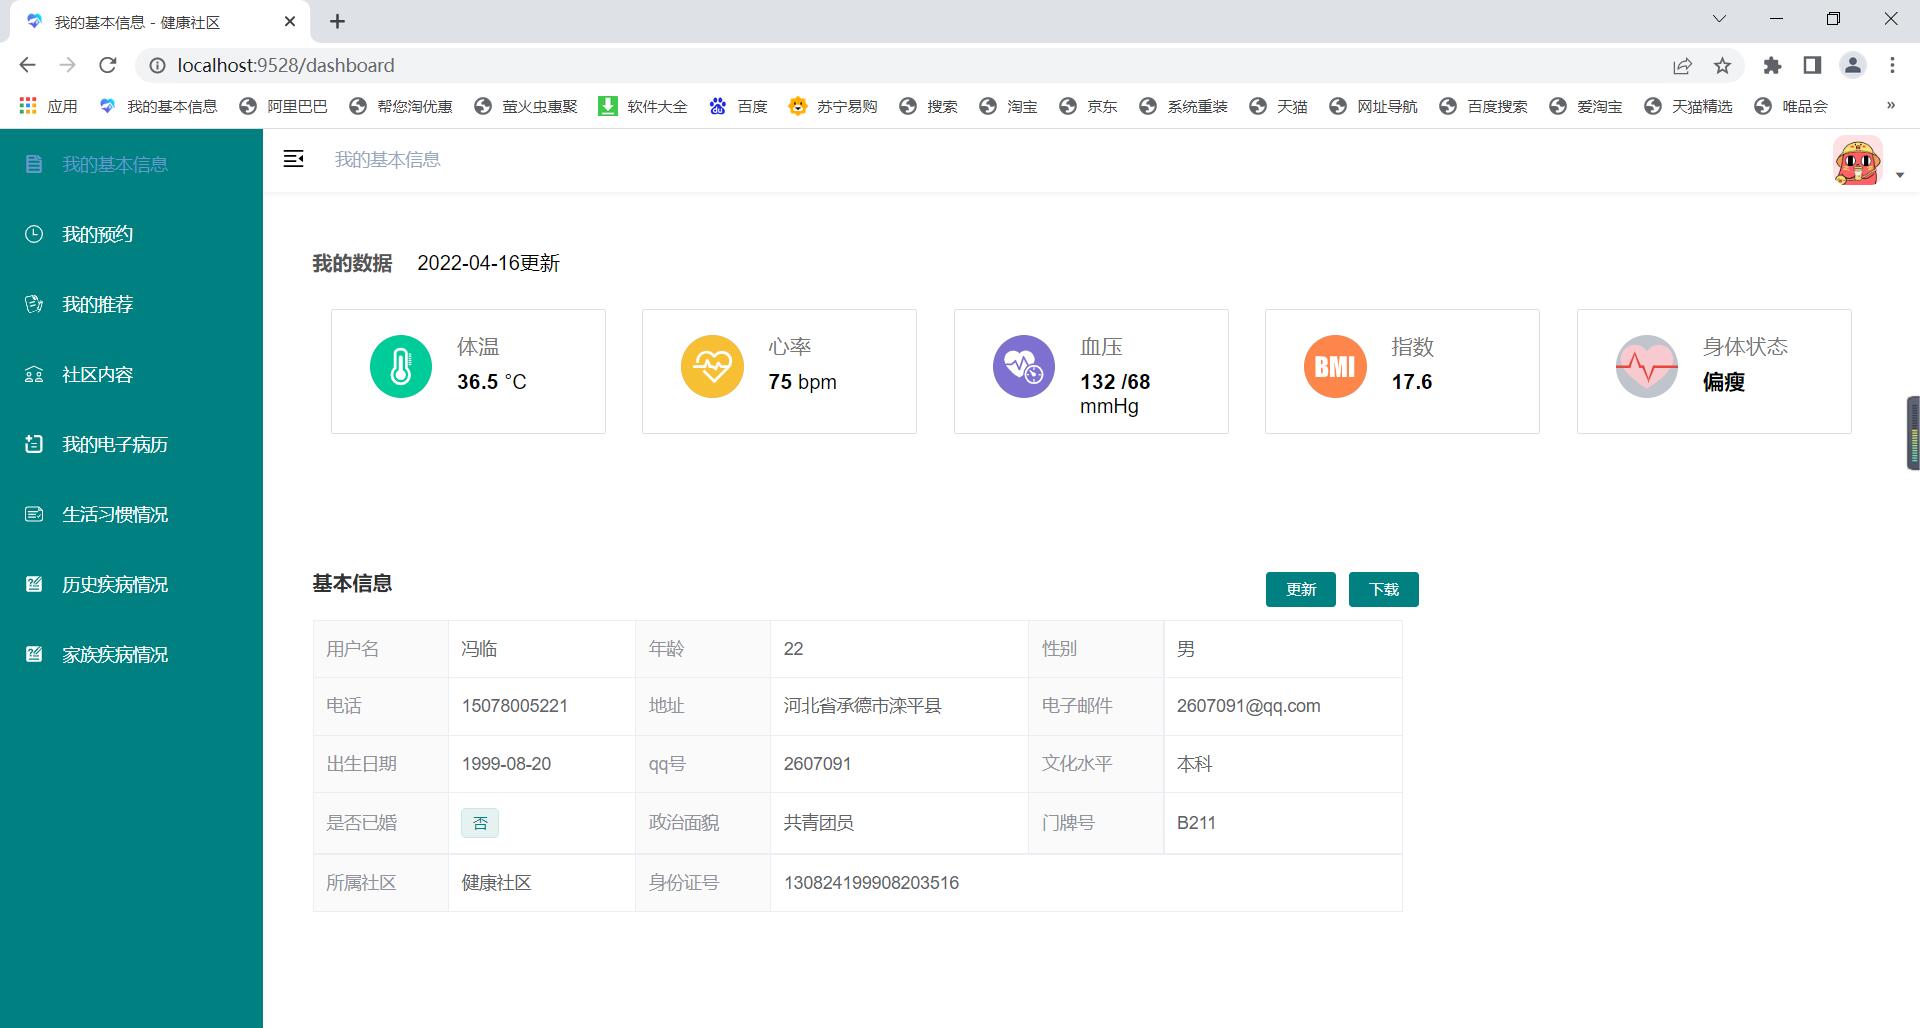 我的基本信息 - 健康社区
localhost:9528/dashboard
应用 我的基本信息 阿里巴巴 帮您淘优惠 萤火虫惠聚 软件大全 百度 苏宁易购 搜索 淘宝 京东 系统重装 天猫 网址导航 百度搜索 爱淘宝 天猫精选 唯品会 »
我的基本信息
我的预约
我的推荐
社区内容
我的电子病历
生活习惯情况
历史疾病情况
家族疾病情况
我的基本信息
我的数据 2022-04-16更新
体温
36.5 °C
心率
75 bpm
血压
132 /68
mmHg
BMI
指数
17.6
身体状态
偏瘦
基本信息
更新 下载
用户名 冯临 年龄 22 性别 男
电话 15078005221 地址 河北省承德市滦平县 电子邮件 2607091@qq.com
出生日期 1999-08-20 qq号 2607091 文化水平 本科
是否已婚 否 政治面貌 共青团员 门牌号 B211
所属社区 健康社区 身份证号 130824199908203516